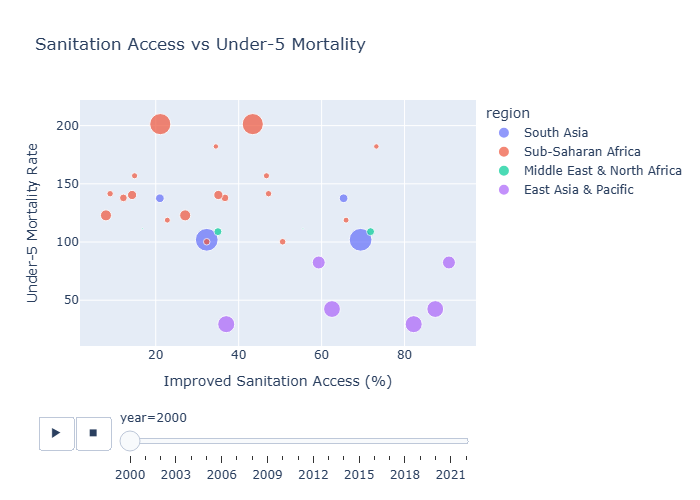 Sanitation Access vs Under-5 Mortality
region
South Asia
Sub-Saharan Africa
Middle East & North Africa
East Asia & Pacific
Under-5 Mortality Rate
200
150
100
50
20 40 60 80
Improved Sanitation Access (%)
year=2000
2000 2003 2006 2009 2012 2015 2018 2021